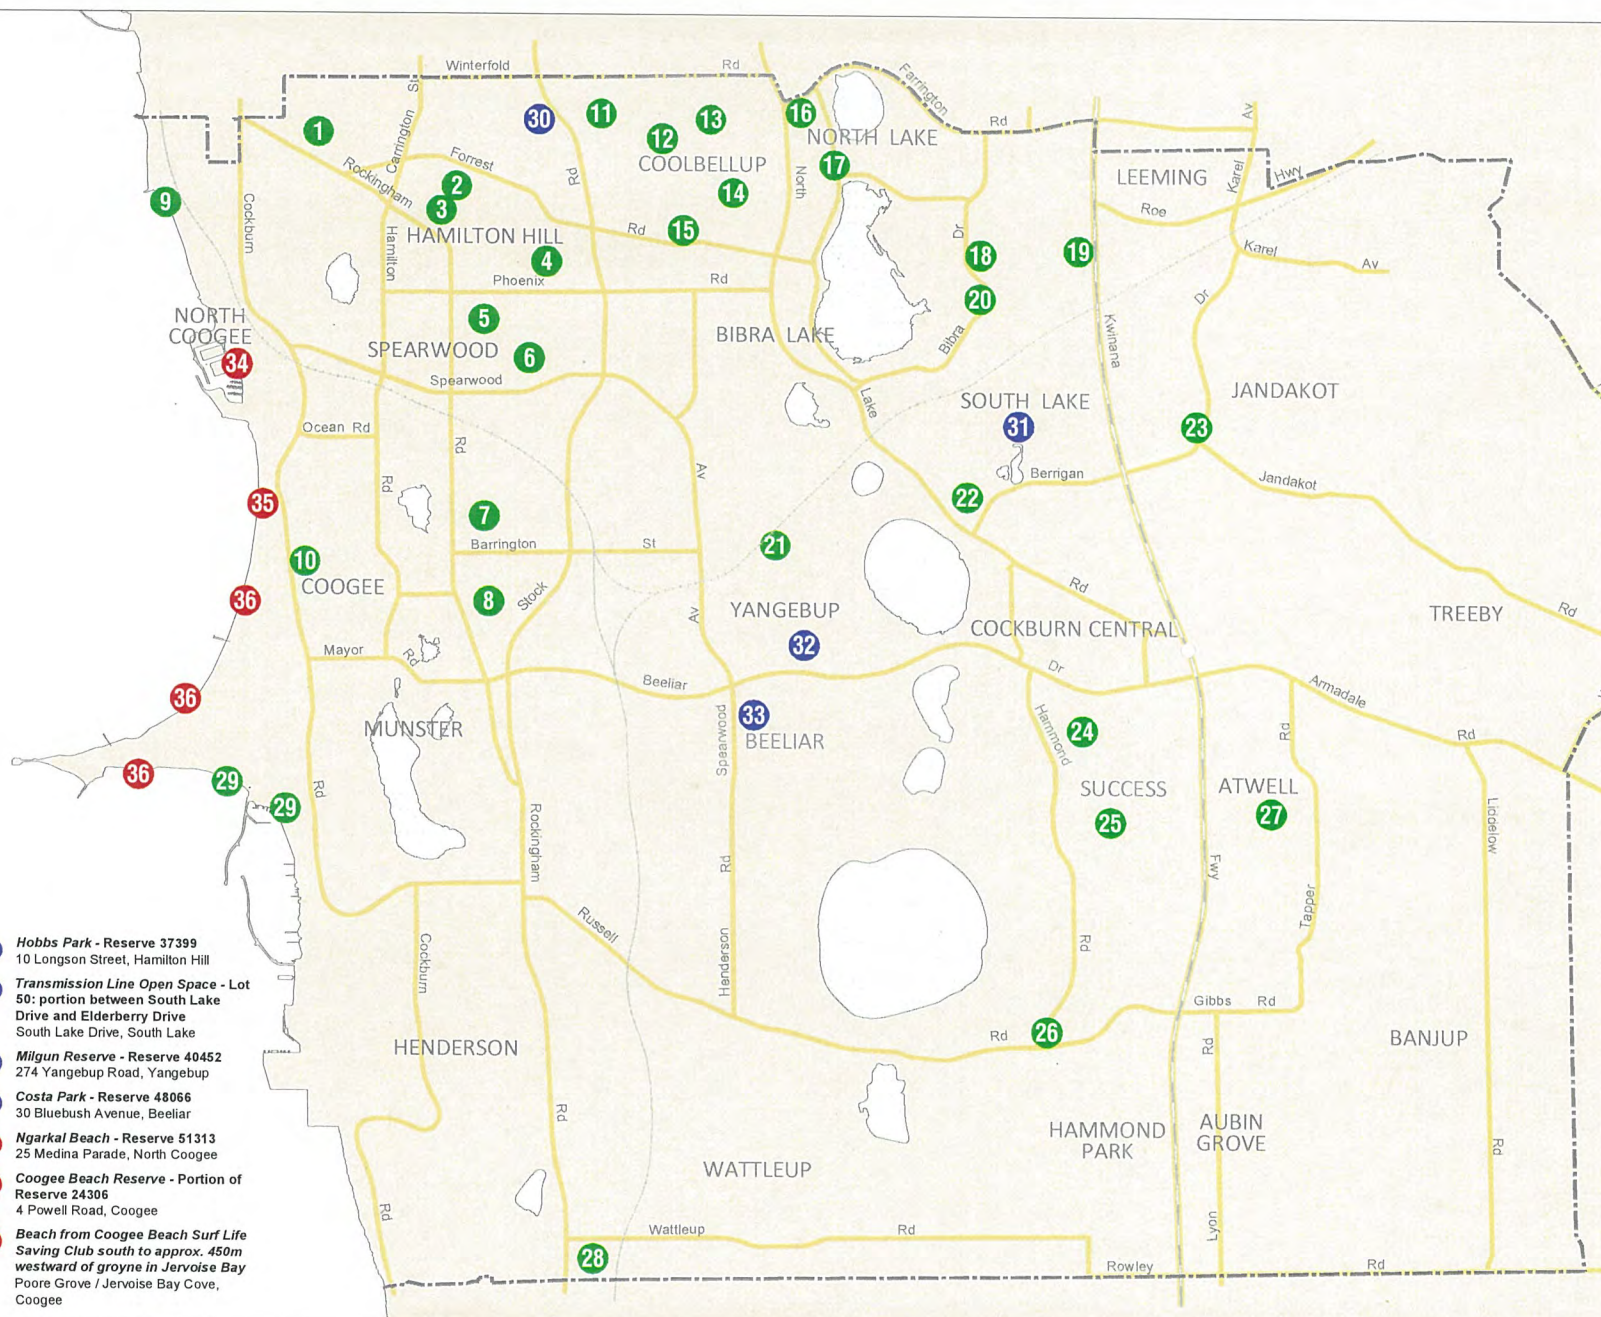 Winterfold
Rd
Farrington
Rd
Av
St
1
30
11
12
13
16
NORTH LAKE
COOLBELLUP
17
Carrington
Forrest
Rockingham
2
3
Rd
14
North
LEEMING
Karel
Hwy
9
Cockburn
Roe
HAMILTON HILL
Hamilton
Rd
15
Dr
18
19
Karel
Av
4
Phoenix
Rd
20
Dr
NORTH
COOGEE
5
SPEARWOOD
6
BIBRA LAKE
Bibra
Kwinana
34
Spearwood
Lake
SOUTH LAKE
31
JANDAKOT
23
Ocean Rd
Rd
Rd
Av
Berrigan
Jandakot
35
22
7
Barrington
St
21
10
COOGEE
36
8
Stock
Av
YANGEBUP
32
Rd
COCKBURN CENTRAL
TREEBY
Rd
Mayor
Rd
Beeliar
Dr
Armadale
Rd
36
MUNSTER
Spearwood
33
BEELIAR
Hammond
24
Rd
36
29
29
Rd
SUCCESS
25
ATWELL
27
Liddelow
Rockingham
Rd
Fwy
Tapper
Russell
Henderson
Rd
Cockburn
Gibbs Rd
HENDERSON
Rd
26
Rd
BANJUP
Rd
HAMMOND
PARK
AUBIN
GROVE
Rd
WATTLEUP
Rd
Wattleup
Rd
Lyon
28
Rowley
Rd
Hobbs Park - Reserve 37399
10 Longson Street, Hamilton Hill
Transmission Line Open Space - Lot
50: portion between South Lake
Drive and Elderberry Drive
South Lake Drive, South Lake
Milgun Reserve - Reserve 40452
274 Yangebup Road, Yangebup
Costa Park - Reserve 48066
30 Bluebush Avenue, Beeliar
Ngarkal Beach - Reserve 51313
25 Medina Parade, North Coogee
Coogee Beach Reserve - Portion of
Reserve 24306
4 Powell Road, Coogee
Beach from Coogee Beach Surf Life
Saving Club south to approx. 450m
westward of groyne in Jervoise Bay
Poore Grove / Jervoise Bay Cove,
Coogee